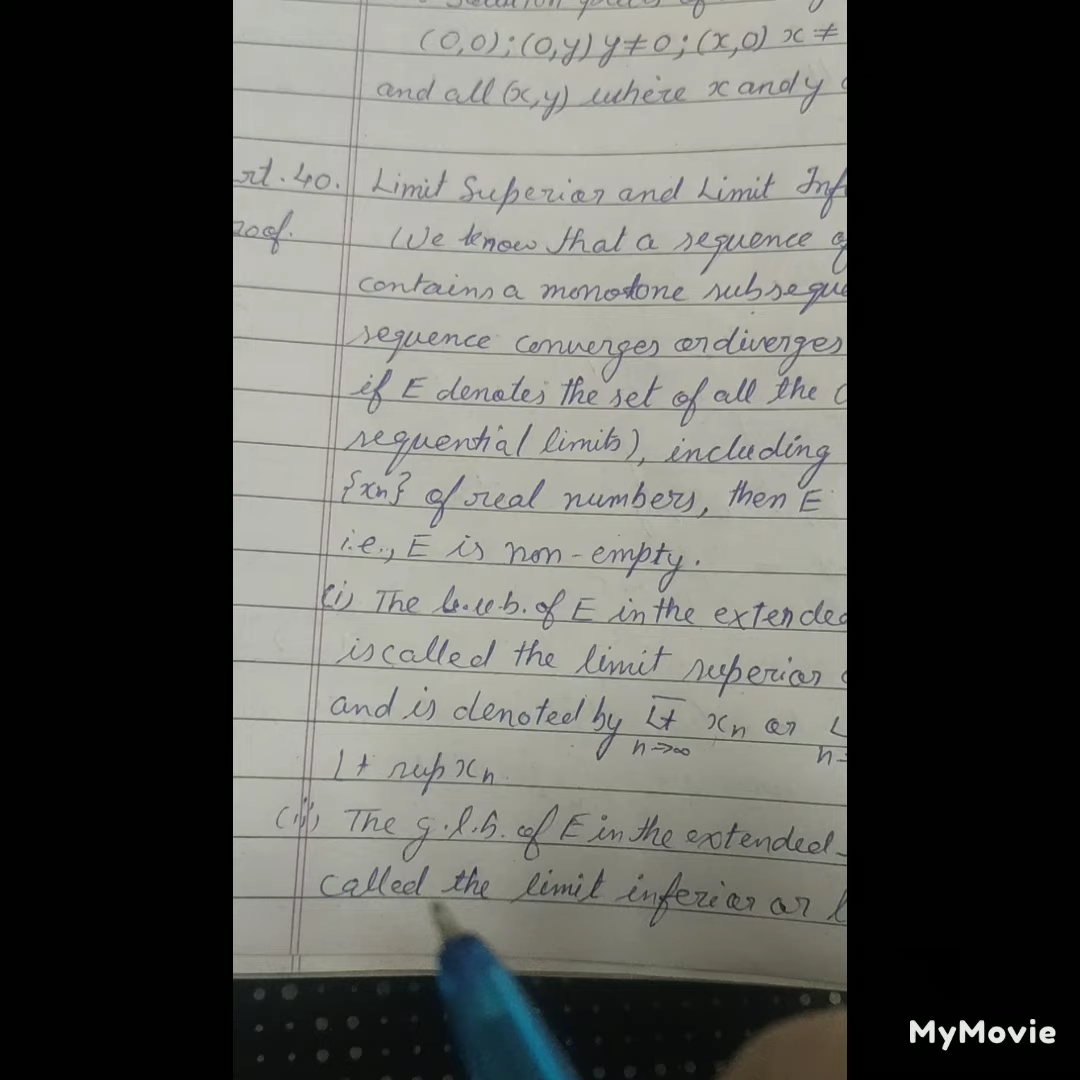 (0,0); (0,y) y≠0; (x,0) x≠
and all (x,y) where x and y
rt. 40. Limit Superior and Limit Inf
roof. We know that a sequence
contains a monotone subseque
sequence converges or diverges
if E denotes the set of all the
sequential limits), including
{xn} of real numbers, then E
i.e., E is non-empty.
(i) The l.u.b. of E in the extended
is called the limit superior
and is denoted by L̅t̅ xn or L
n→∞ n→
Lt sup xn
(ii) The g.l.b. of E in the extended
called the limit inferior or l
MyMovie